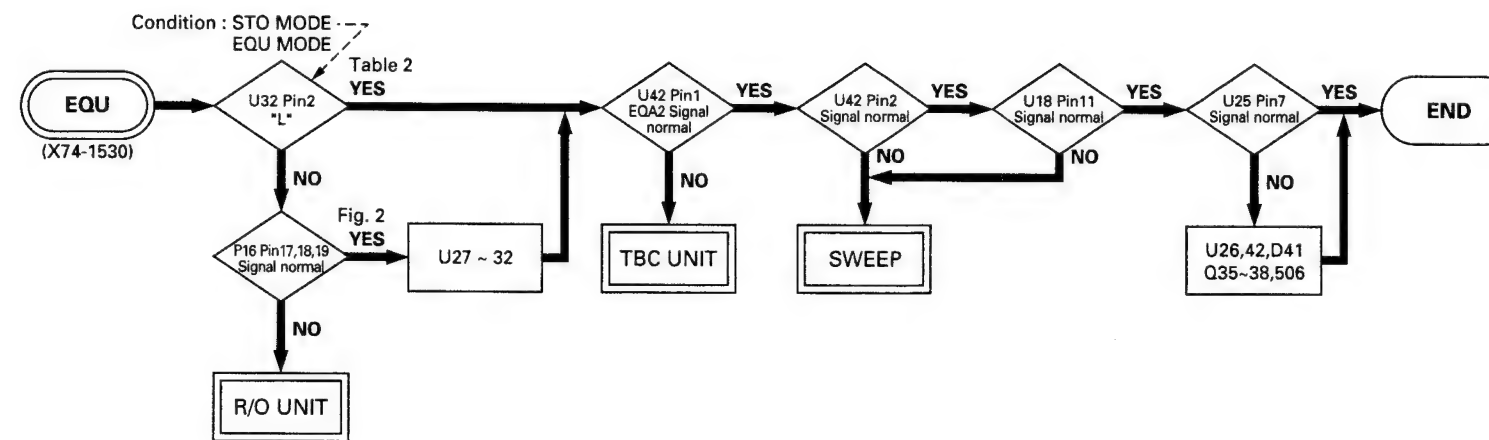 Condition : STO MODE
EQU MODE
Table 2
EQU
(X74-1530)
U32 Pin2
"L"
YES
NO
U42 Pin1
EQA2 Signal
normal
YES
NO
U42 Pin2
Signal normal
YES
NO
U18 Pin11
Signal normal
YES
NO
U25 Pin7
Signal normal
YES
NO
END
Fig. 2
P16 Pin17,18,19
Signal normal
YES
NO
U27 ~ 32
TBC UNIT
SWEEP
U26,42,D41
Q35~38,506
R/O UNIT